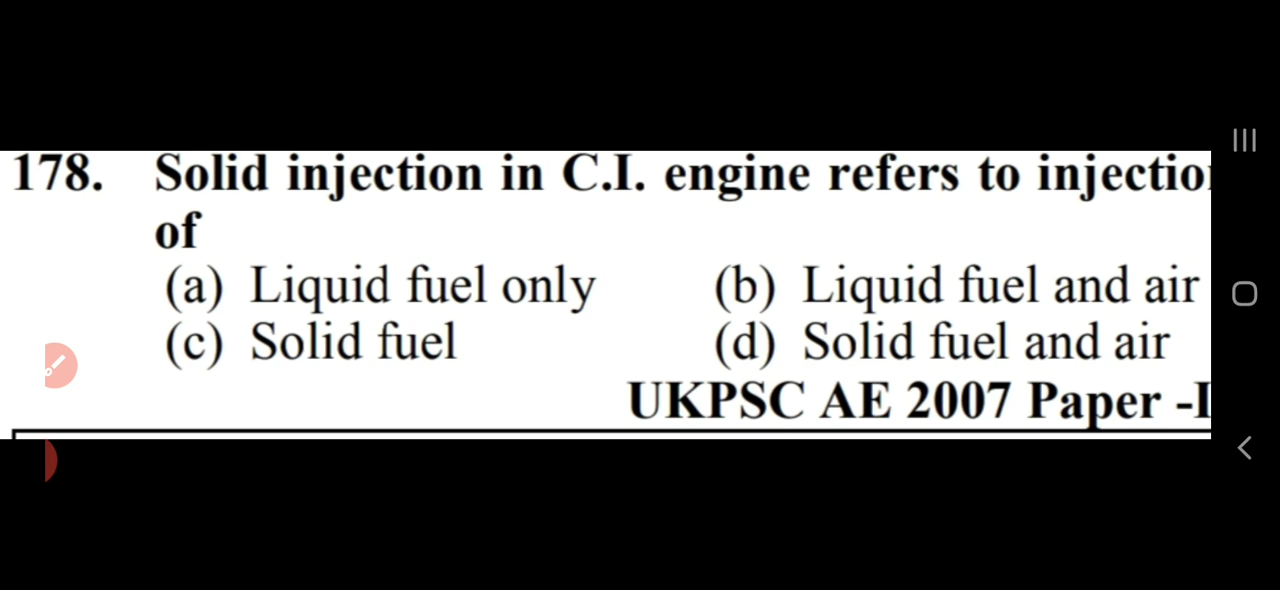 178. Solid injection in C.I. engine refers to injection
of
(a) Liquid fuel only (b) Liquid fuel and air
(c) Solid fuel (d) Solid fuel and air
UKPSC AE 2007 Paper -I